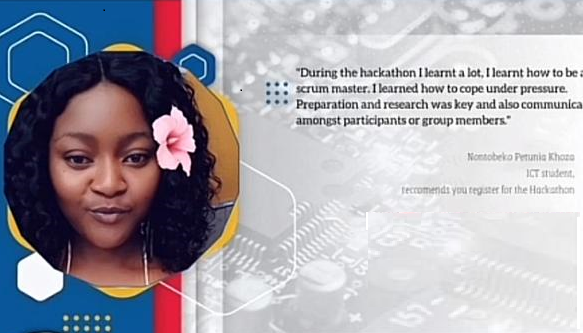 "During the hackathon I learnt a lot, I learnt how to be a
scrum master. I learned how to cope under pressure.
Preparation and research was key and also communica
amongst participants or group members."
Nontobeko Petunia Khoza
ICT student,
recromends you register for the Hackathon